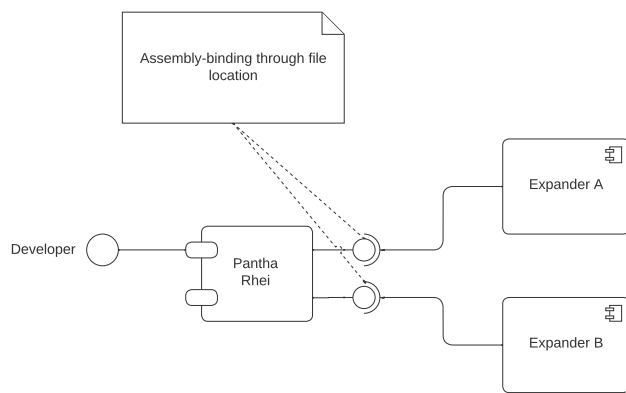 Assembly-binding through file
location
Expander A
Developer
Pantha
Rhei
Expander B